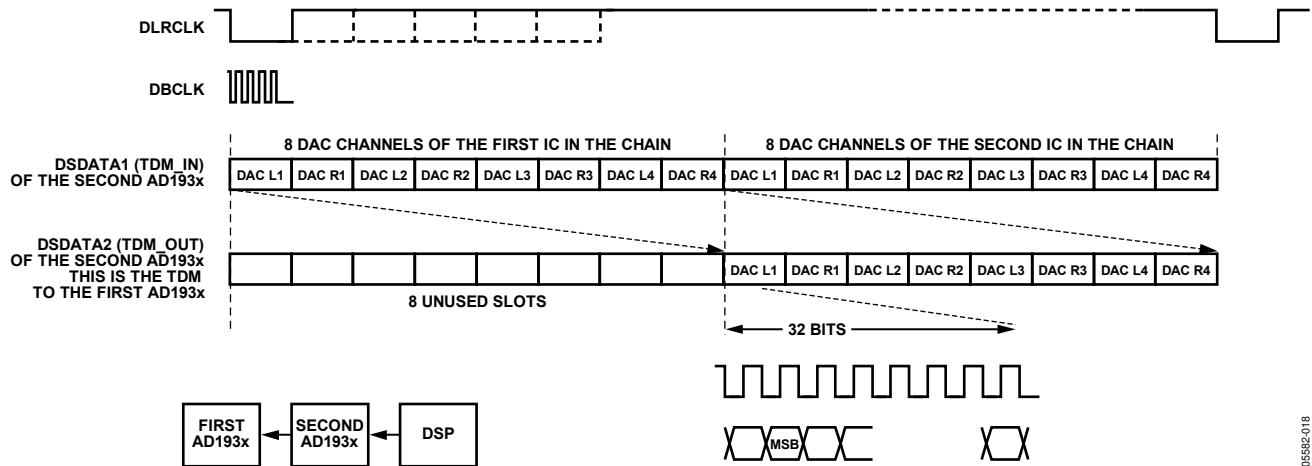 DLRCLK
DBCLK
8 DAC CHANNELS OF THE FIRST IC IN THE CHAIN
8 DAC CHANNELS OF THE SECOND IC IN THE CHAIN
DSDATA1 (TDM_IN)
OF THE SECOND AD193x
DAC L1 DAC R1 DAC L2 DAC R2 DAC L3 DAC R3 DAC L4 DAC R4 DAC L1 DAC R1 DAC L2 DAC R2 DAC L3 DAC R3 DAC L4 DAC R4
DSDATA2 (TDM_OUT)
OF THE SECOND AD193x
THIS IS THE TDM
TO THE FIRST AD193x
DAC L1 DAC R1 DAC L2 DAC R2 DAC L3 DAC R3 DAC L4 DAC R4
8 UNUSED SLOTS
32 BITS
FIRST
AD193x
SECOND
AD193x
DSP
MSB
05582-018